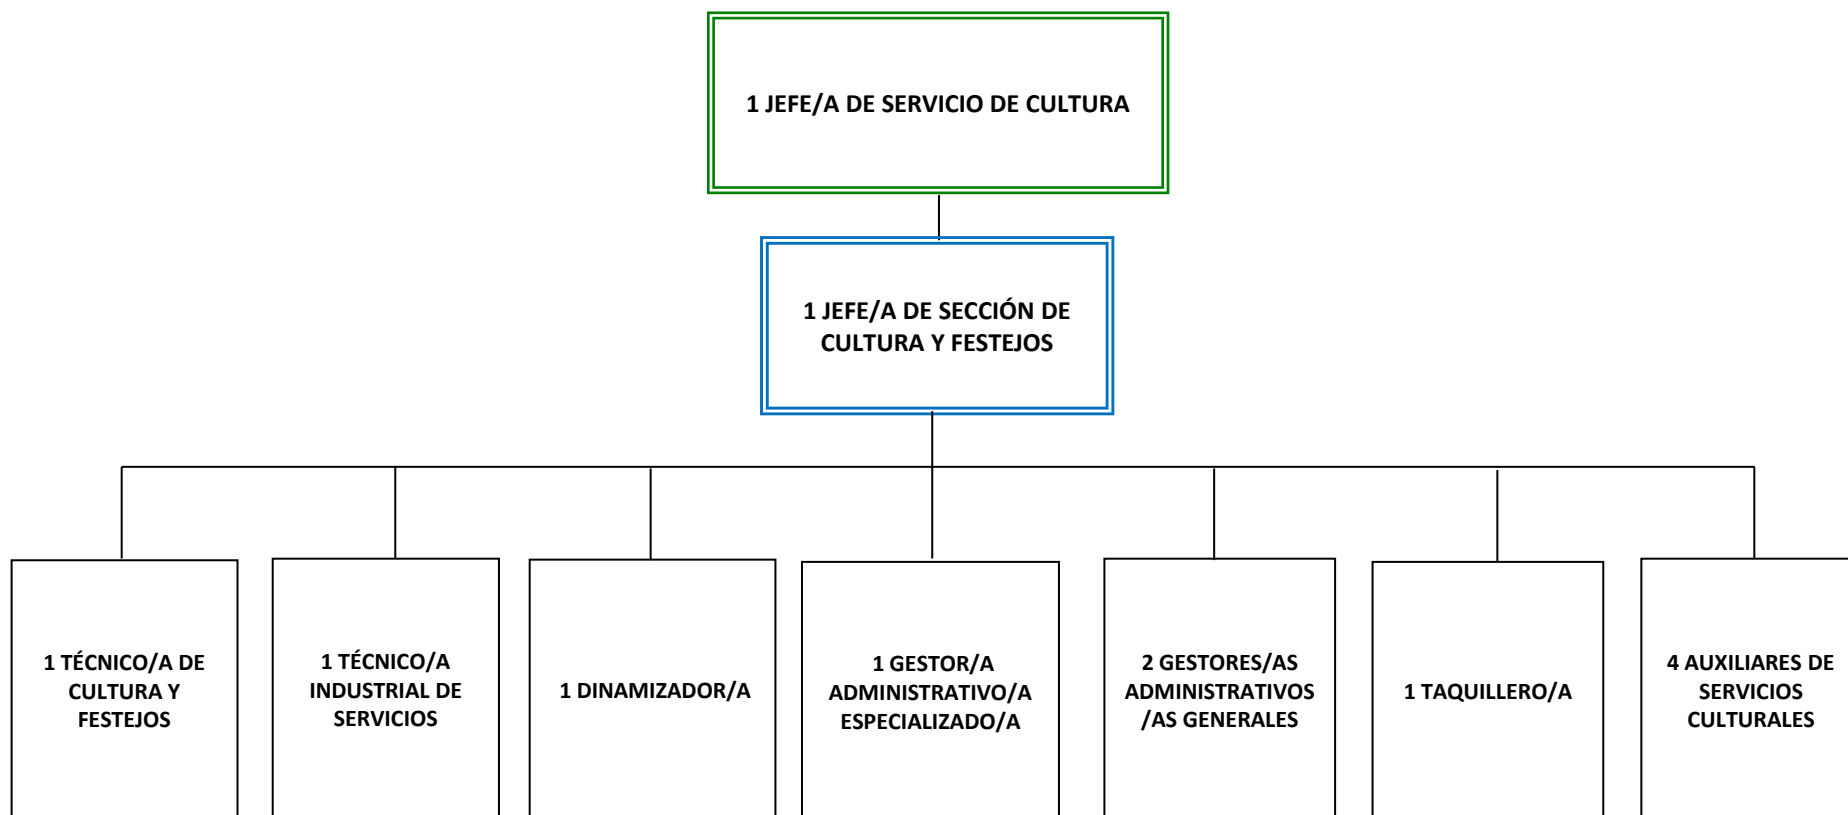 1 JEFE/A DE SERVICIO DE CULTURA
1 JEFE/A DE SECCIÓN DE
CULTURA Y FESTEJOS
1 TÉCNICO/A DE
CULTURA Y
FESTEJOS
1 TÉCNICO/A
INDUSTRIAL DE
SERVICIOS
1 DINAMIZADOR/A
1 GESTOR/A
ADMINISTRATIVO/A
ESPECIALIZADO/A
2 GESTORES/AS
ADMINISTRATIVOS
/AS GENERALES
1 TAQUILLERO/A
4 AUXILIARES DE
SERVICIOS
CULTURALES